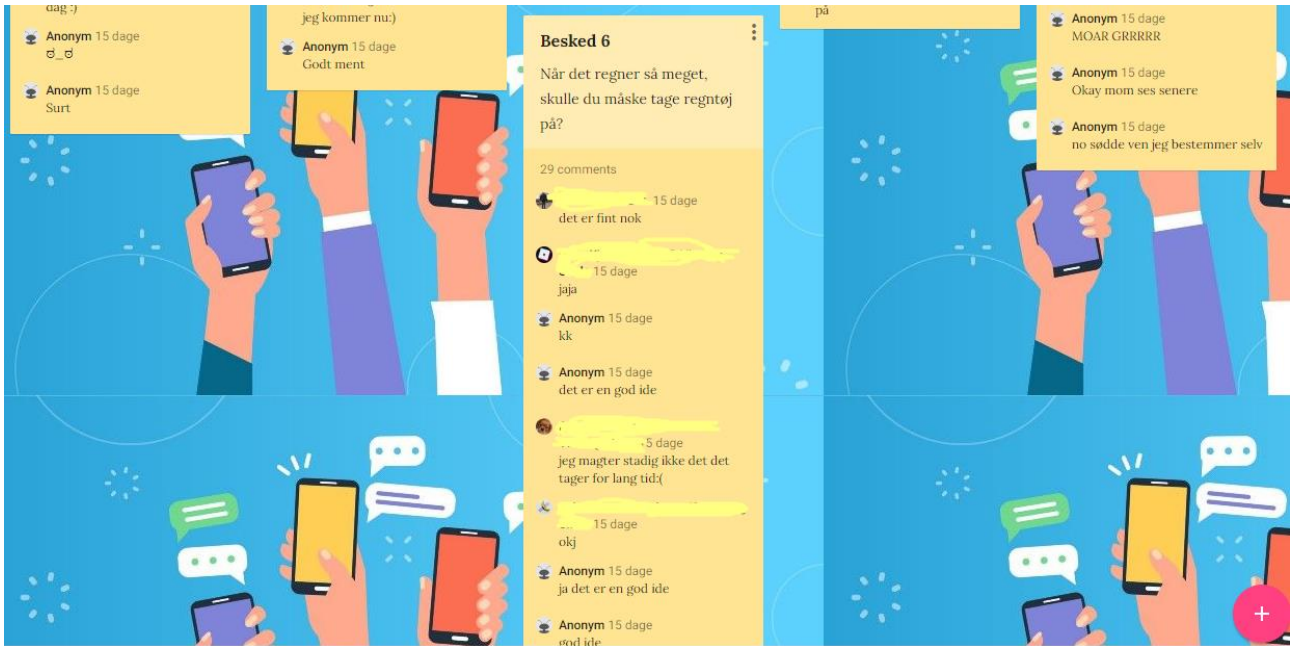 dag :)
Anonym 15 dage
ಠ_ಠ
Anonym 15 dage
Surt
jeg kommer nu:)
Anonym 15 dage
Godt ment
Besked 6
Når det regner så meget,
skulle du måske tage regntøj
på?
29 comments
15 dage
det er fint nok
15 dage
jaja
Anonym 15 dage
kk
Anonym 15 dage
det er en god ide
5 dage
jeg magter stadig ikke det det
tager for lang tid:(
15 dage
okj
Anonym 15 dage
ja det er en god ide
Anonym 15 dage
god ide
på
Anonym 15 dage
MOAR GRRRRR
Anonym 15 dage
Okay mom ses senere
Anonym 15 dage
no sødde ven jeg bestemmer selv